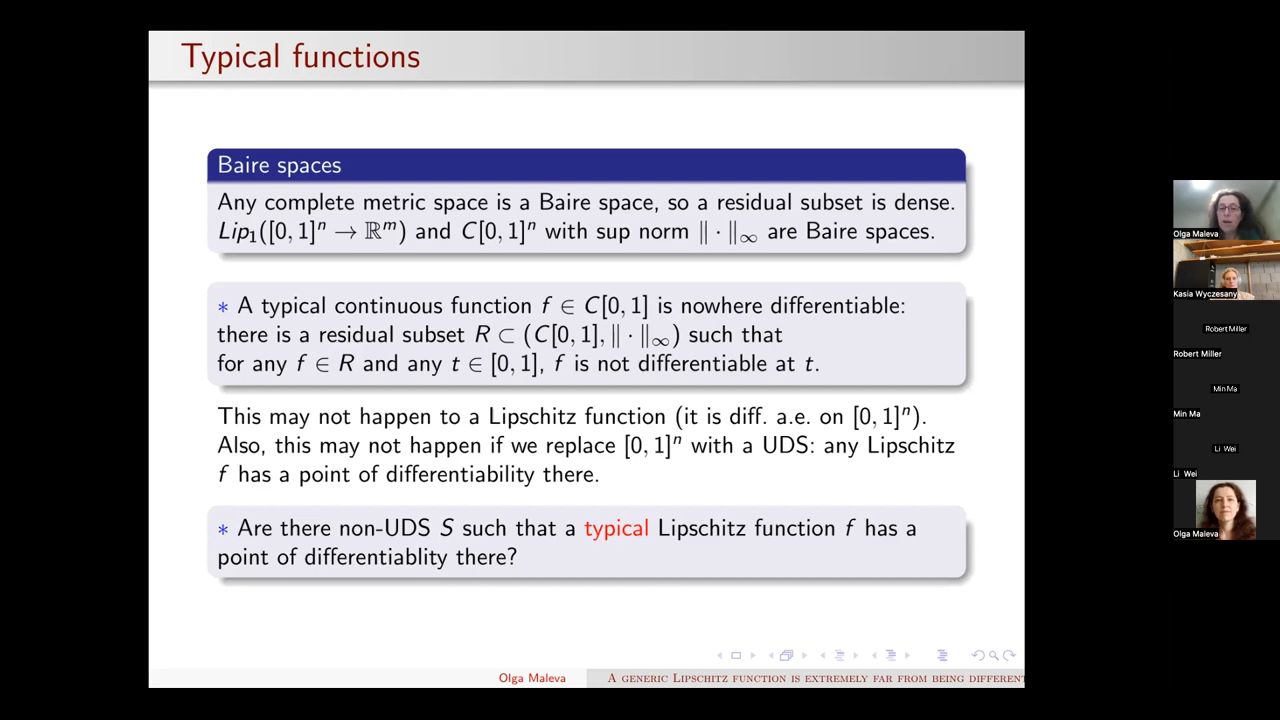 Typical functions
Baire spaces
Any complete metric space is a Baire space, so a residual subset is dense.
Lip₁([0, 1]ⁿ → ℝᵐ) and C[0, 1]ⁿ with sup norm ‖ · ‖∞ are Baire spaces.
* A typical continuous function f ∈ C[0, 1] is nowhere differentiable:
there is a residual subset R ⊂ (C[0, 1], ‖ · ‖∞) such that
for any f ∈ R and any t ∈ [0, 1], f is not differentiable at t.
This may not happen to a Lipschitz function (it is diff. a.e. on [0, 1]ⁿ).
Also, this may not happen if we replace [0, 1]ⁿ with a UDS: any Lipschitz
f has a point of differentiability there.
* Are there non-UDS S such that a typical Lipschitz function f has a
point of differentiablity there?
Olga Maleva
A GENERIC LIPSCHITZ FUNCTION IS EXTREMELY FAR FROM BEING DIFFEREN
Olga Maleva
Kasia Wyczesany
Robert Miller
Robert Miller
Min Ma
Min Ma
Li Wei
Li Wei
Olga Maleva